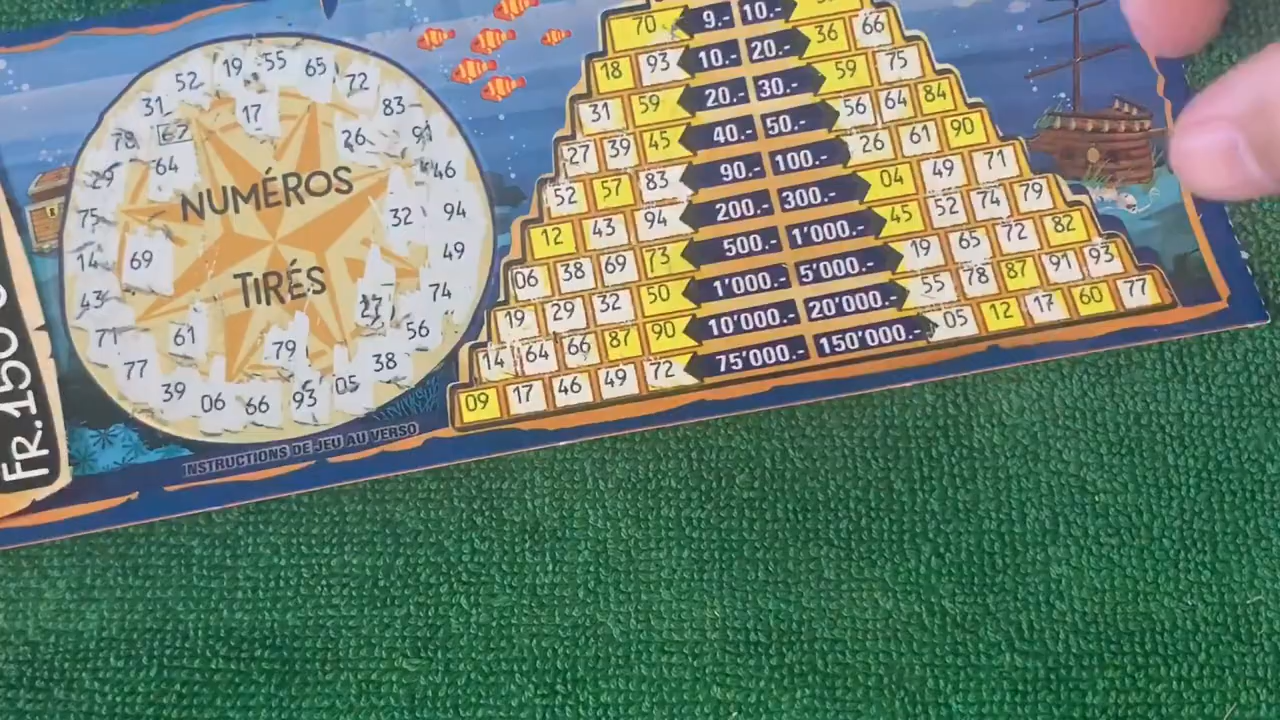 52 19 55 65 72
31 17 83
78 67 26 91
29 64 46
75 NUMÉROS 32 94
14 69 49
43 TIRÉS 27 74
71 61 56
77 79 38
39 06 66 93 05
INSTRUCTIONS DE JEU AU VERSO
70 9.- 10.-
18 93 10.- 20.- 36 66
31 59 20.- 30.- 59 75
27 39 45 40.- 50.- 56 64 84
52 57 83 90.- 100.- 26 61 90
12 43 94 200.- 300.- 04 49 71
06 38 69 73 500.- 1'000.- 45 52 74 79
19 29 32 50 1'000.- 5'000.- 19 65 72 82
14 64 66 87 90 10'000.- 20'000.- 55 78 87 91 93
09 17 46 49 72 75'000.- 150'000.- 05 12 17 60 77